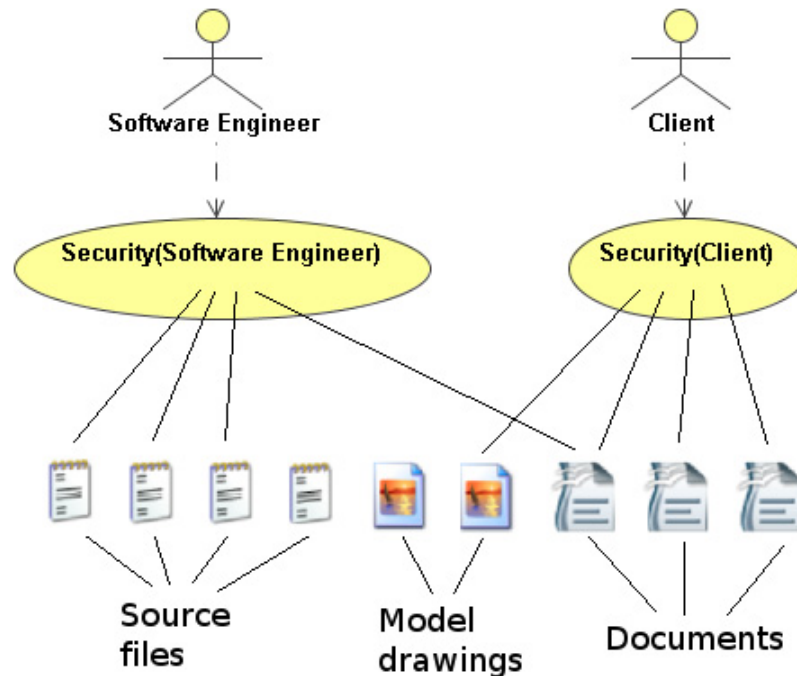 Software Engineer
Client
Security(Software Engineer)
Security(Client)
Source
files
Model
drawings
Documents